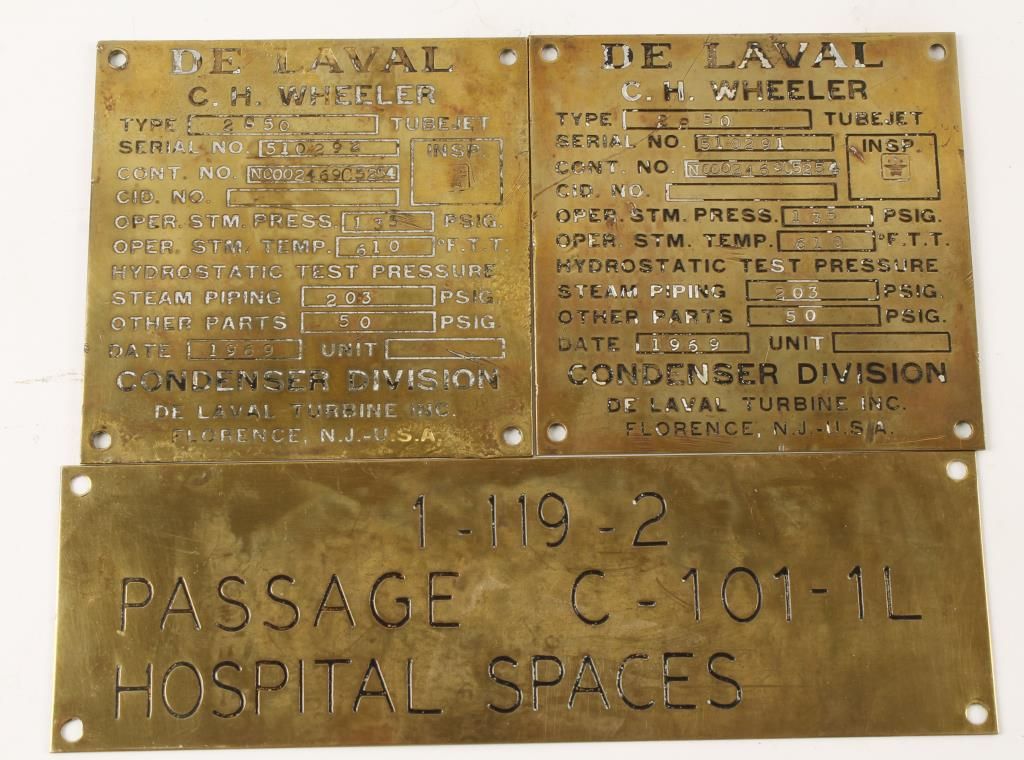 DE LAVAL
C. H. WHEELER
TYPE 2850 TUBEJET
SERIAL NO. 510298 INSP.
CONT. NO. N0002469C5254
CID. NO.
OPER. STM. PRESS. 135 PSIG.
OPER. STM. TEMP. 610 °F.T.T.
HYDROSTATIC TEST PRESSURE
STEAM PIPING 203 PSIG.
OTHER PARTS 50 PSIG.
DATE 1969 UNIT
CONDENSER DIVISION
DE LAVAL TURBINE INC.
FLORENCE, N.J.-U.S.A.
DE LAVAL
C. H. WHEELER
TYPE 2850 TUBEJET
SERIAL NO. 510291 INSP.
CONT. NO. N0002469C5254
CID. NO.
OPER. STM. PRESS. 135 PSIG.
OPER. STM. TEMP. 610 °F.T.T.
HYDROSTATIC TEST PRESSURE
STEAM PIPING 203 PSIG.
OTHER PARTS 50 PSIG.
DATE 1969 UNIT
CONDENSER DIVISION
DE LAVAL TURBINE INC.
FLORENCE, N.J.-U.S.A.
1-119-2
PASSAGE C-101-1L
HOSPITAL SPACES